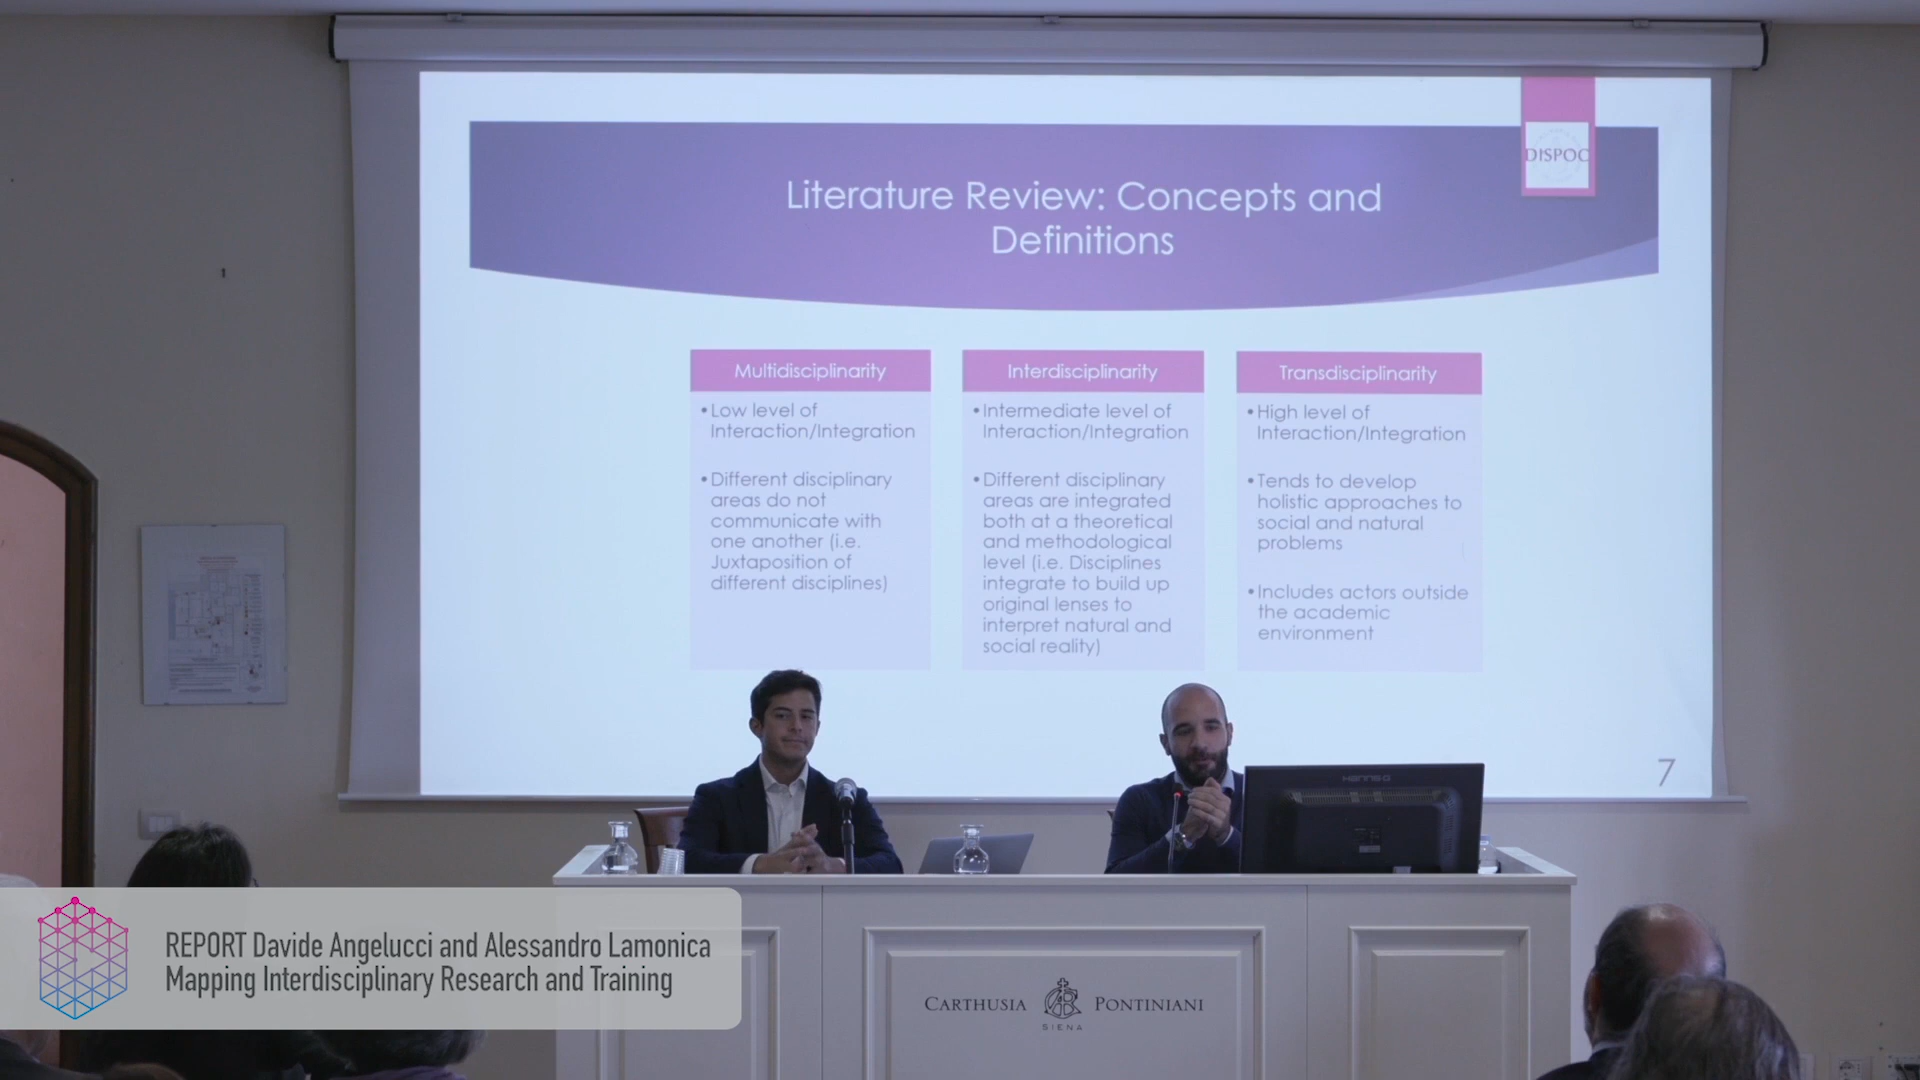 DISPOC
Literature Review: Concepts and
Definitions
Multidisciplinarity
•Low level of
Interaction/Integration
•Different disciplinary
areas do not
communicate with
one another (i.e.
Juxtaposition of
different disciplines)
Interdisciplinarity
•Intermediate level of
Interaction/Integration
•Different disciplinary
areas are integrated
both at a theoretical
and methodological
level (i.e. Disciplines
integrate to build up
original lenses to
interpret natural and
social reality)
Transdisciplinarity
•High level of
Interaction/Integration
•Tends to develop
holistic approaches to
social and natural
problems
•Includes actors outside
the academic
environment
7
HANNS.G
REPORT Davide Angelucci and Alessandro Lamonica
Mapping Interdisciplinary Research and Training
CARTHUSIA PONTINIANI
SIENA